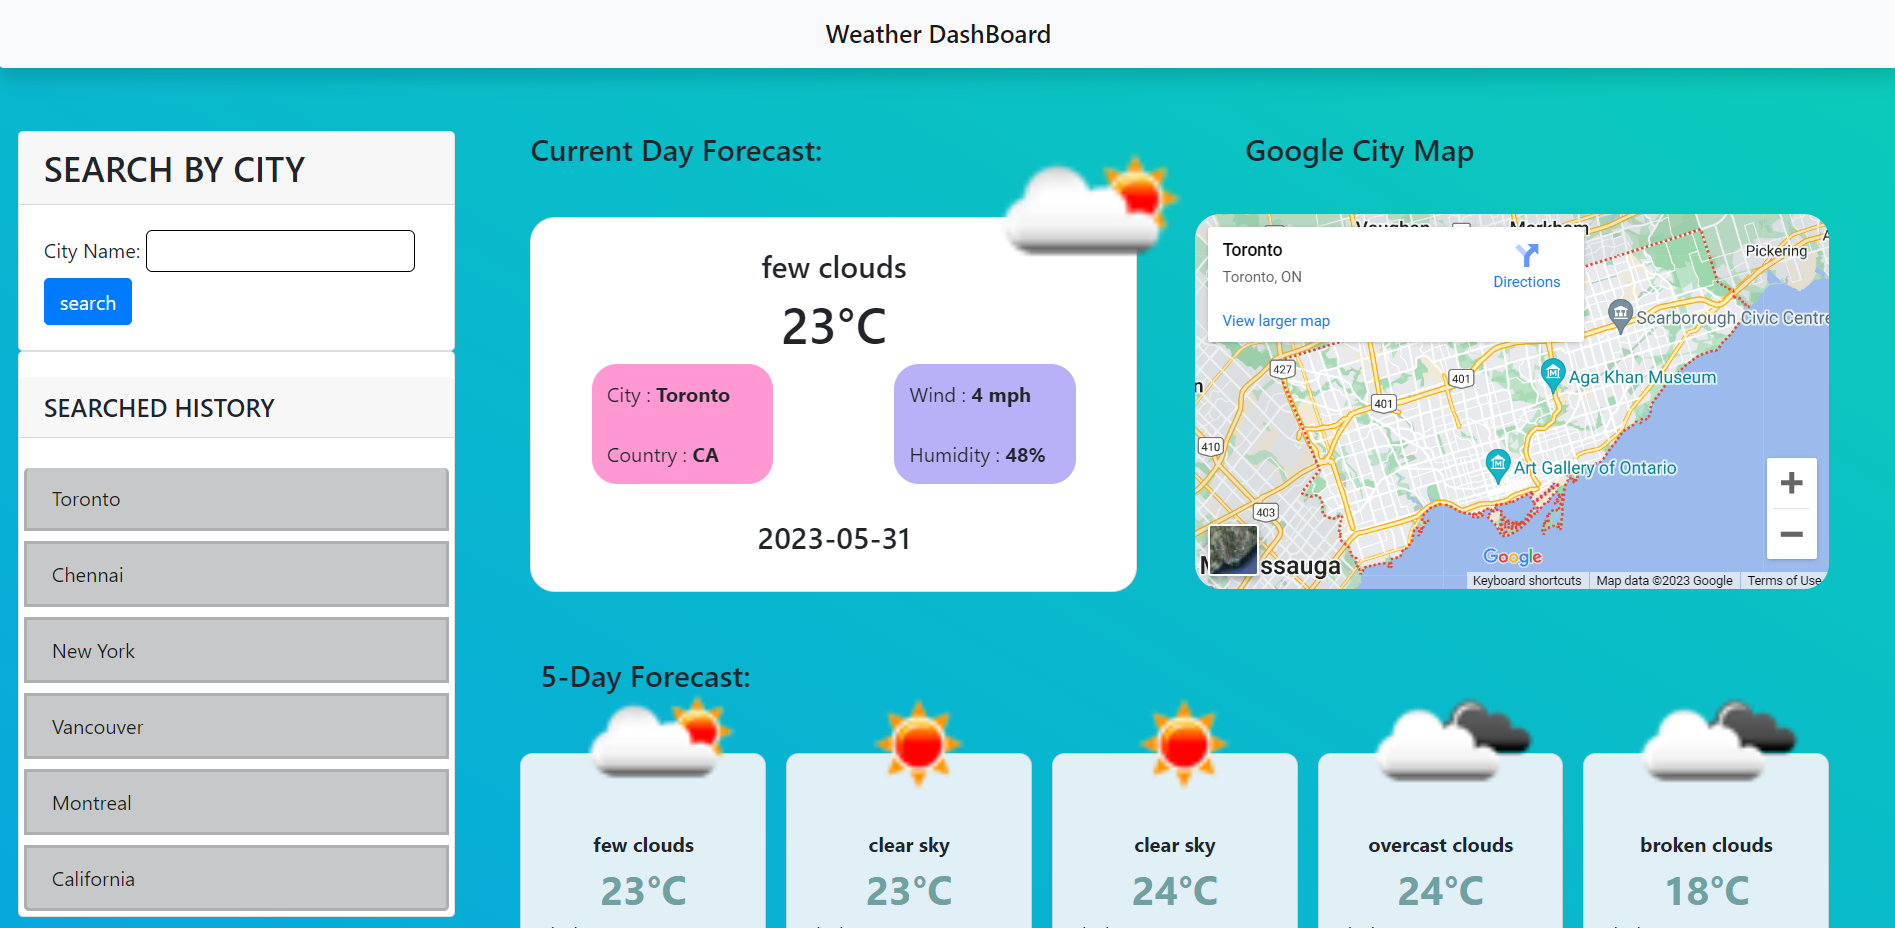 Weather DashBoard
SEARCH BY CITY
City Name:
search
SEARCHED HISTORY
Toronto
Chennai
New York
Vancouver
Montreal
California
Current Day Forecast:
few clouds
23°C
City : Toronto
Country : CA
Wind : 4 mph
Humidity : 48%
2023-05-31
Google City Map
Toronto
Toronto, ON
Directions
View larger map
Pickering
Scarborough Civic Centre
427
401
Aga Khan Museum
401
410
Art Gallery of Ontario
403
ssauga
Google
Keyboard shortcuts
Map data ©2023 Google
Terms of Use
5-Day Forecast:
few clouds
23°C
clear sky
23°C
clear sky
24°C
overcast clouds
24°C
broken clouds
18°C